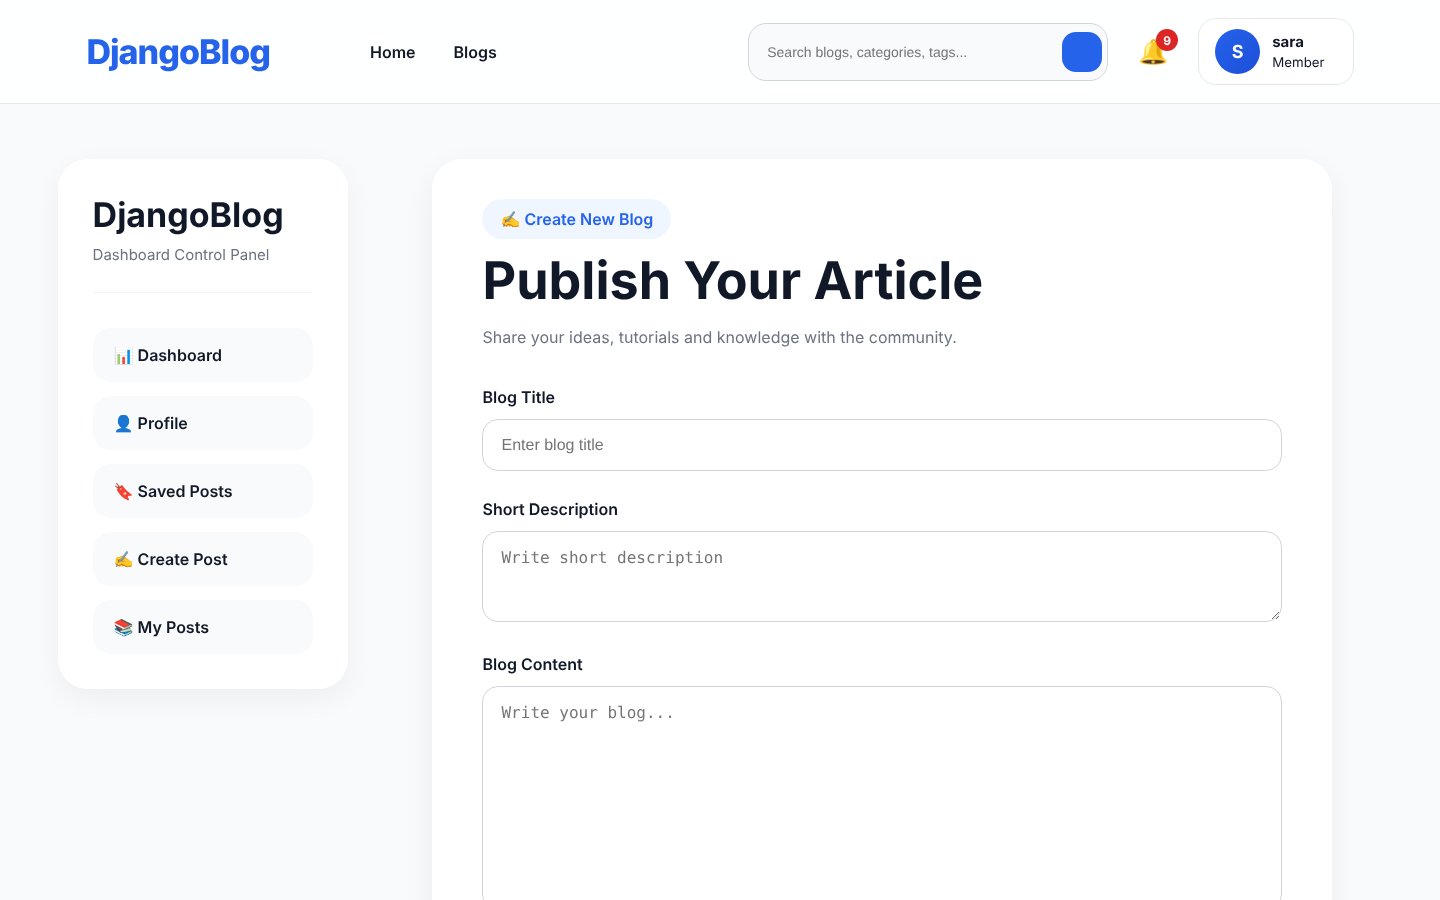 DjangoBlog
Home
Blogs
Search blogs, categories, tags...
9
S
sara
Member
DjangoBlog
Dashboard Control Panel
📊 Dashboard
👤 Profile
🔖 Saved Posts
✍️ Create Post
📚 My Posts
✍️ Create New Blog
Publish Your Article
Share your ideas, tutorials and knowledge with the community.
Blog Title
Enter blog title
Short Description
Write short description
Blog Content
Write your blog...